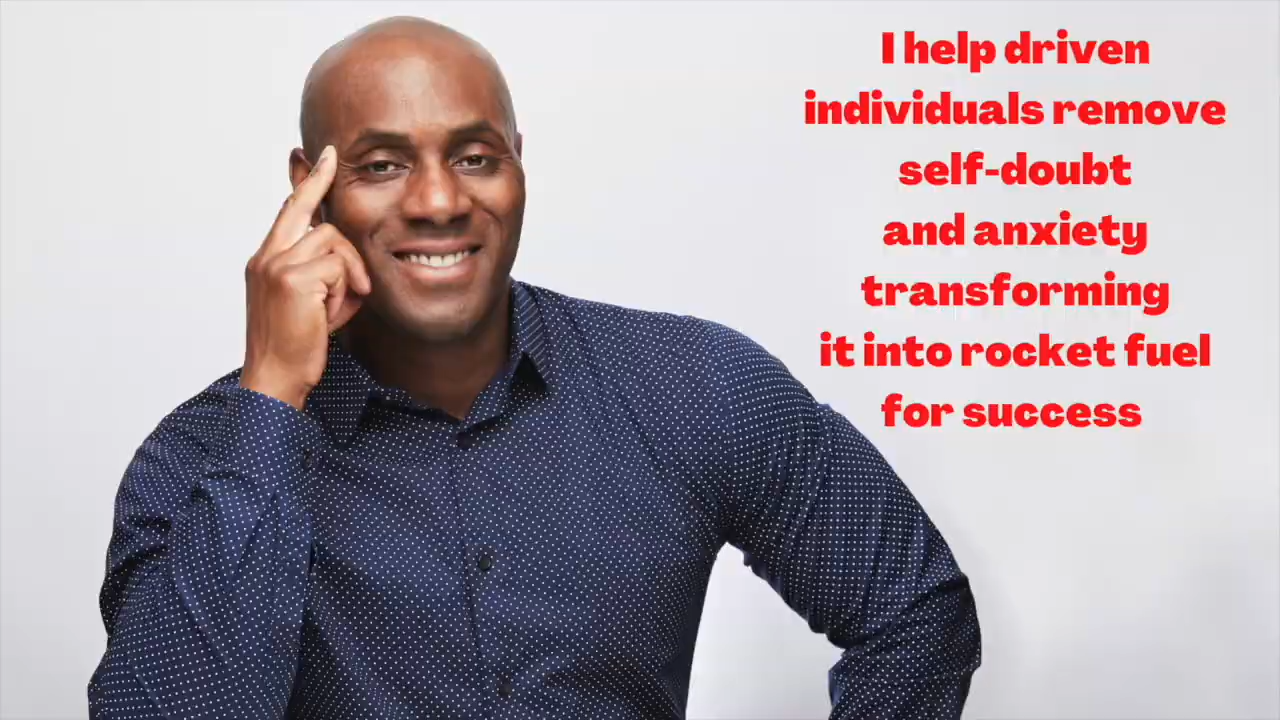 I help driven
individuals remove
self-doubt
and anxiety
transforming
it into rocket fuel
for success